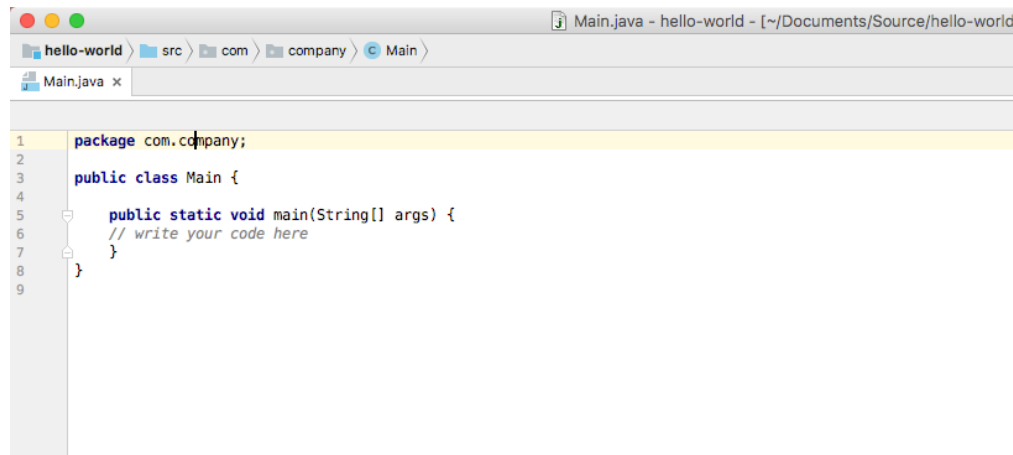 Main.java - hello-world - [~/Documents/Source/hello-world
hello-world src com company C Main
Main.java ×
1 package com.company;
2
3 public class Main {
4
5 public static void main(String[] args) {
6 // write your code here
7 }
8 }
9